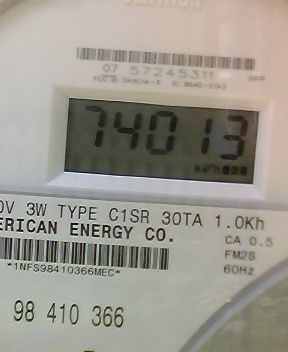 07 57245311
74013
kWh
0V 3W TYPE C1SR 30TA 1.0Kh
ERICAN ENERGY CO.
CA 0.5
FM2S
*1NFS98410366MEC*
60Hz
98 410 366